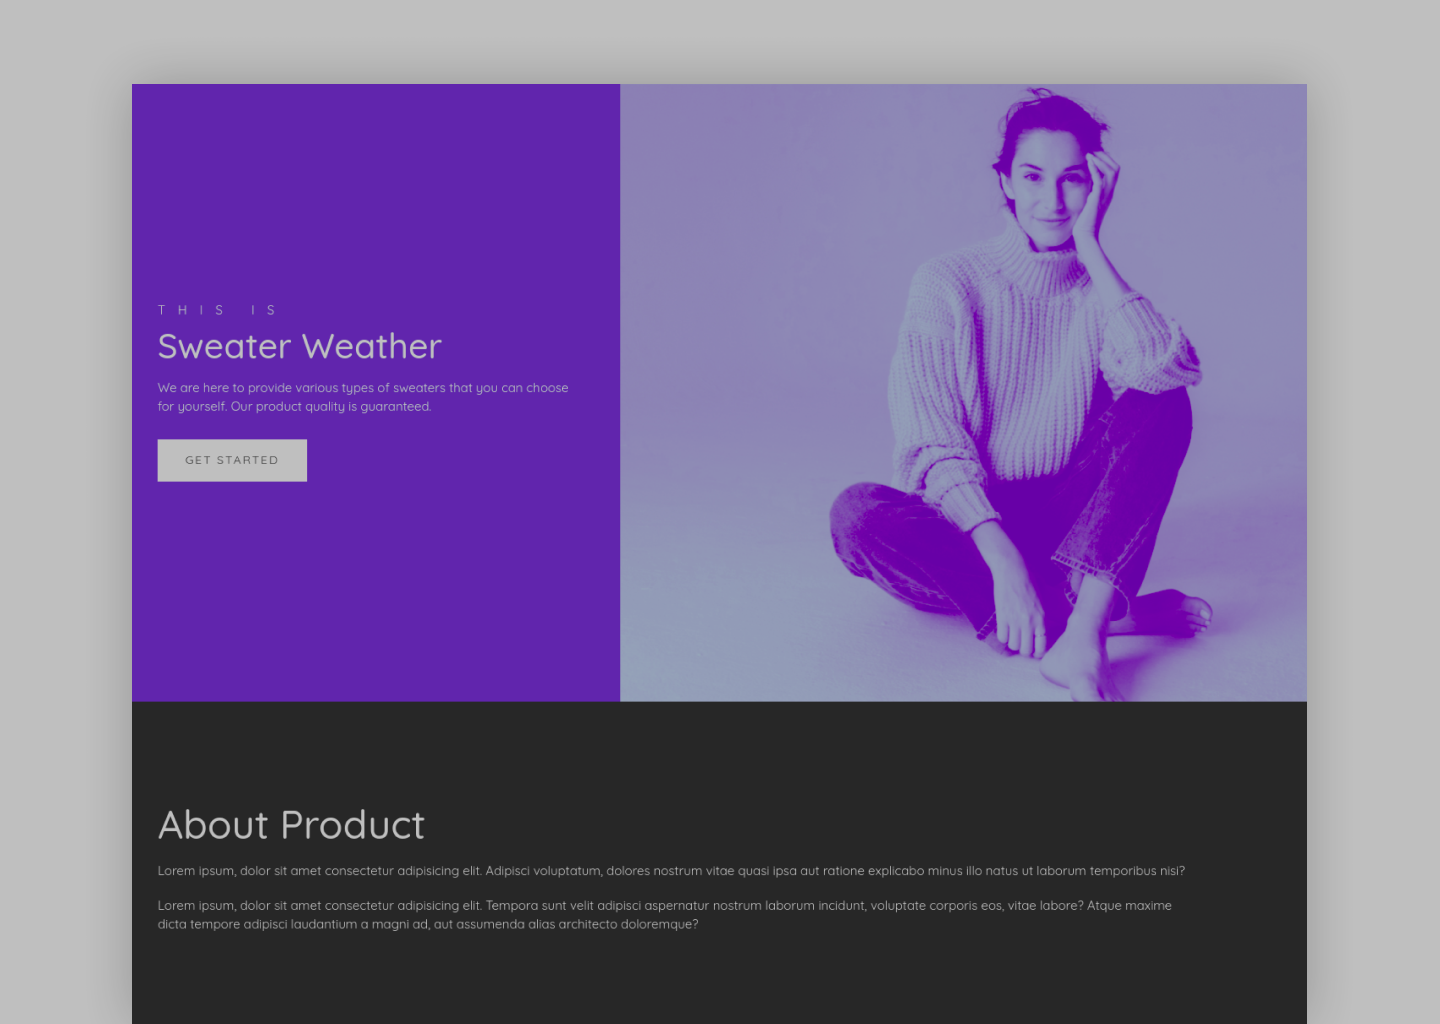 THIS IS
Sweater Weather
We are here to provide various types of sweaters that you can choose
for yourself. Our product quality is guaranteed.
GET STARTED
About Product
Lorem ipsum, dolor sit amet consectetur adipisicing elit. Adipisci voluptatum, dolores nostrum vitae quasi ipsa aut ratione explicabo minus illo natus ut laborum temporibus nisi?
Lorem ipsum, dolor sit amet consectetur adipisicing elit. Tempora sunt velit adipisci aspernatur nostrum laborum incidunt, voluptate corporis eos, vitae labore? Atque maxime
dicta tempore adipisci laudantium a magni ad, aut assumenda alias architecto doloremque?